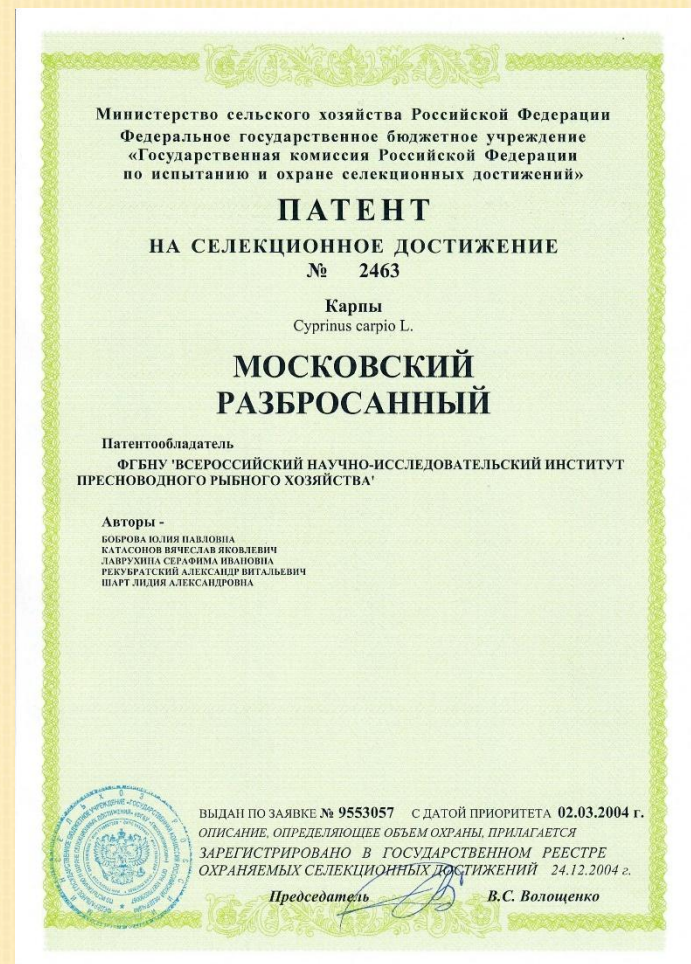 Министерство сельского хозяйства Российской Федерации
Федеральное государственное бюджетное учреждение
«Государственная комиссия Российской Федерации
по испытанию и охране селекционных достижений»
ПАТЕНТ
НА СЕЛЕКЦИОННОЕ ДОСТИЖЕНИЕ
№ 2463
Карпы
Cyprinus carpio L.
МОСКОВСКИЙ
РАЗБРОСАННЫЙ
Патентообладатель
ФГБНУ 'ВСЕРОССИЙСКИЙ НАУЧНО-ИССЛЕДОВАТЕЛЬСКИЙ ИНСТИТУТ
ПРЕСНОВОДНОГО РЫБНОГО ХОЗЯЙСТВА'
Авторы -
БОБРОВА ЮЛИЯ ПАВЛОВНА
КАТАСОНОВ ВЯЧЕСЛАВ ЯКОВЛЕВИЧ
ЛАВРУХИНА СЕРАФИМА ИВАНОВНА
РЕКУБРАТСКИЙ АЛЕКСАНДР ВИТАЛЬЕВИЧ
ШАРТ ЛИДИЯ АЛЕКСАНДРОВНА
ВЫДАН ПО ЗАЯВКЕ № 9553057 С ДАТОЙ ПРИОРИТЕТА 02.03.2004 г.
ОПИСАНИЕ, ОПРЕДЕЛЯЮЩЕЕ ОБЪЕМ ОХРАНЫ, ПРИЛАГАЕТСЯ
ЗАРЕГИСТРИРОВАНО В ГОСУДАРСТВЕННОМ РЕЕСТРЕ
ОХРАНЯЕМЫХ СЕЛЕКЦИОННЫХ ДОСТИЖЕНИЙ 24.12.2004 г.
Председатель В.С. Волощенко